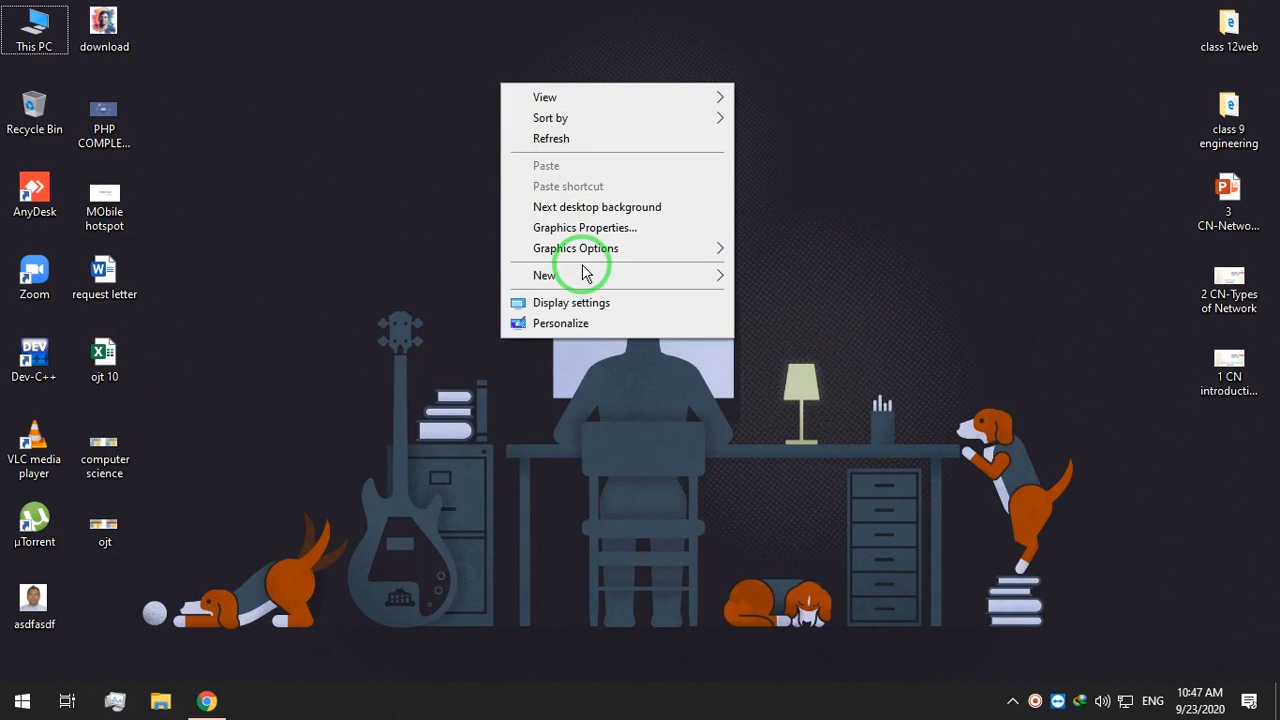 This PC
download
Recycle Bin
PHP
COMPLE...
AnyDesk
MObile
hotspot
Zoom
request letter
Dev-C++
ojt 10
VLC media
player
computer
science
µTorrent
ojt
asdfasdf
View
Sort by
Refresh
Paste
Paste shortcut
Next desktop background
Graphics Properties...
Graphics Options
New
Display settings
Personalize
class 12web
class 9
engineering
3
CN-Netwo...
2 CN-Types
of Network
1 CN
introducti...
ENG
10:47 AM
9/23/2020